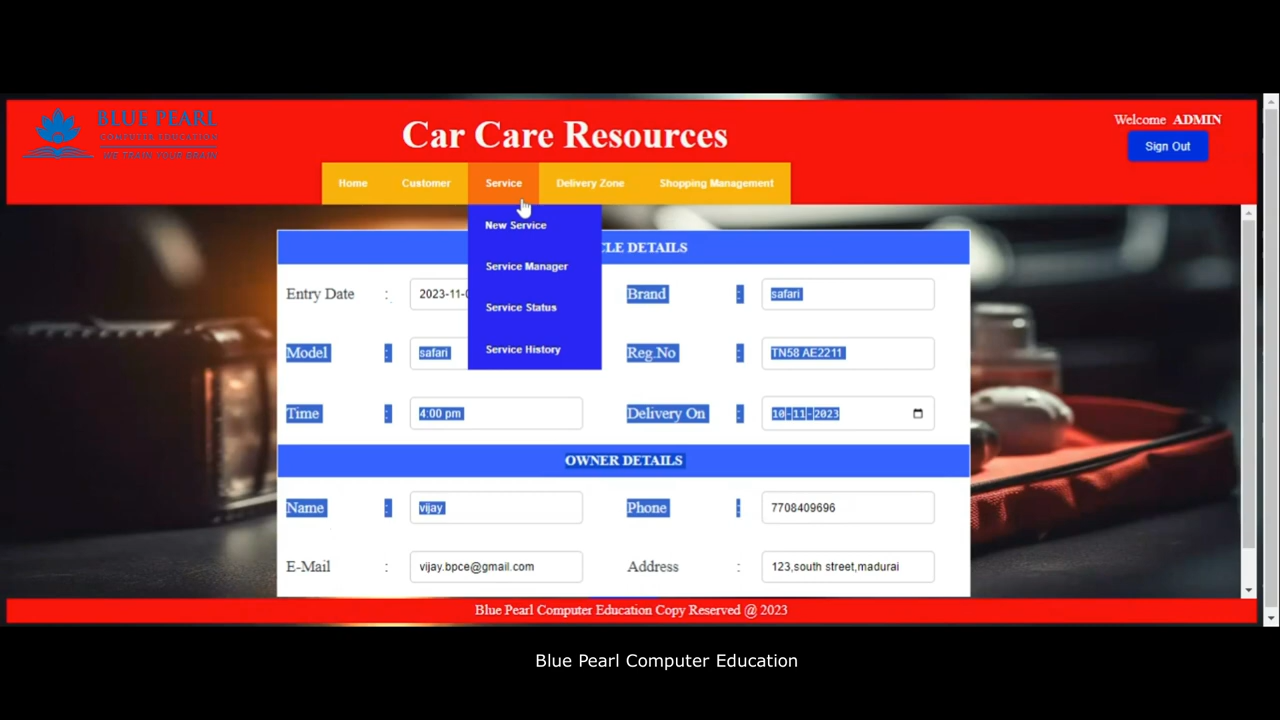 BLUE PEARL
COMPUTER EDUCATION
WE TRAIN YOUR BRAIN
Car Care Resources
Welcome ADMIN
Sign Out
Home Customer Service Delivery Zone Shopping Management
New Service
Service Manager
Service Status
Service History
CLE DETAILS
Entry Date : 2023-11-0 Brand : safari
Model : safari Reg.No : TN58 AE2211
Time : 4:00 pm Delivery On : 10-11-2023
OWNER DETAILS
Name : vijay Phone : 7708409696
E-Mail : vijay.bpce@gmail.com Address : 123,south street,madurai
Blue Pearl Computer Education Copy Reserved @ 2023
Blue Pearl Computer Education